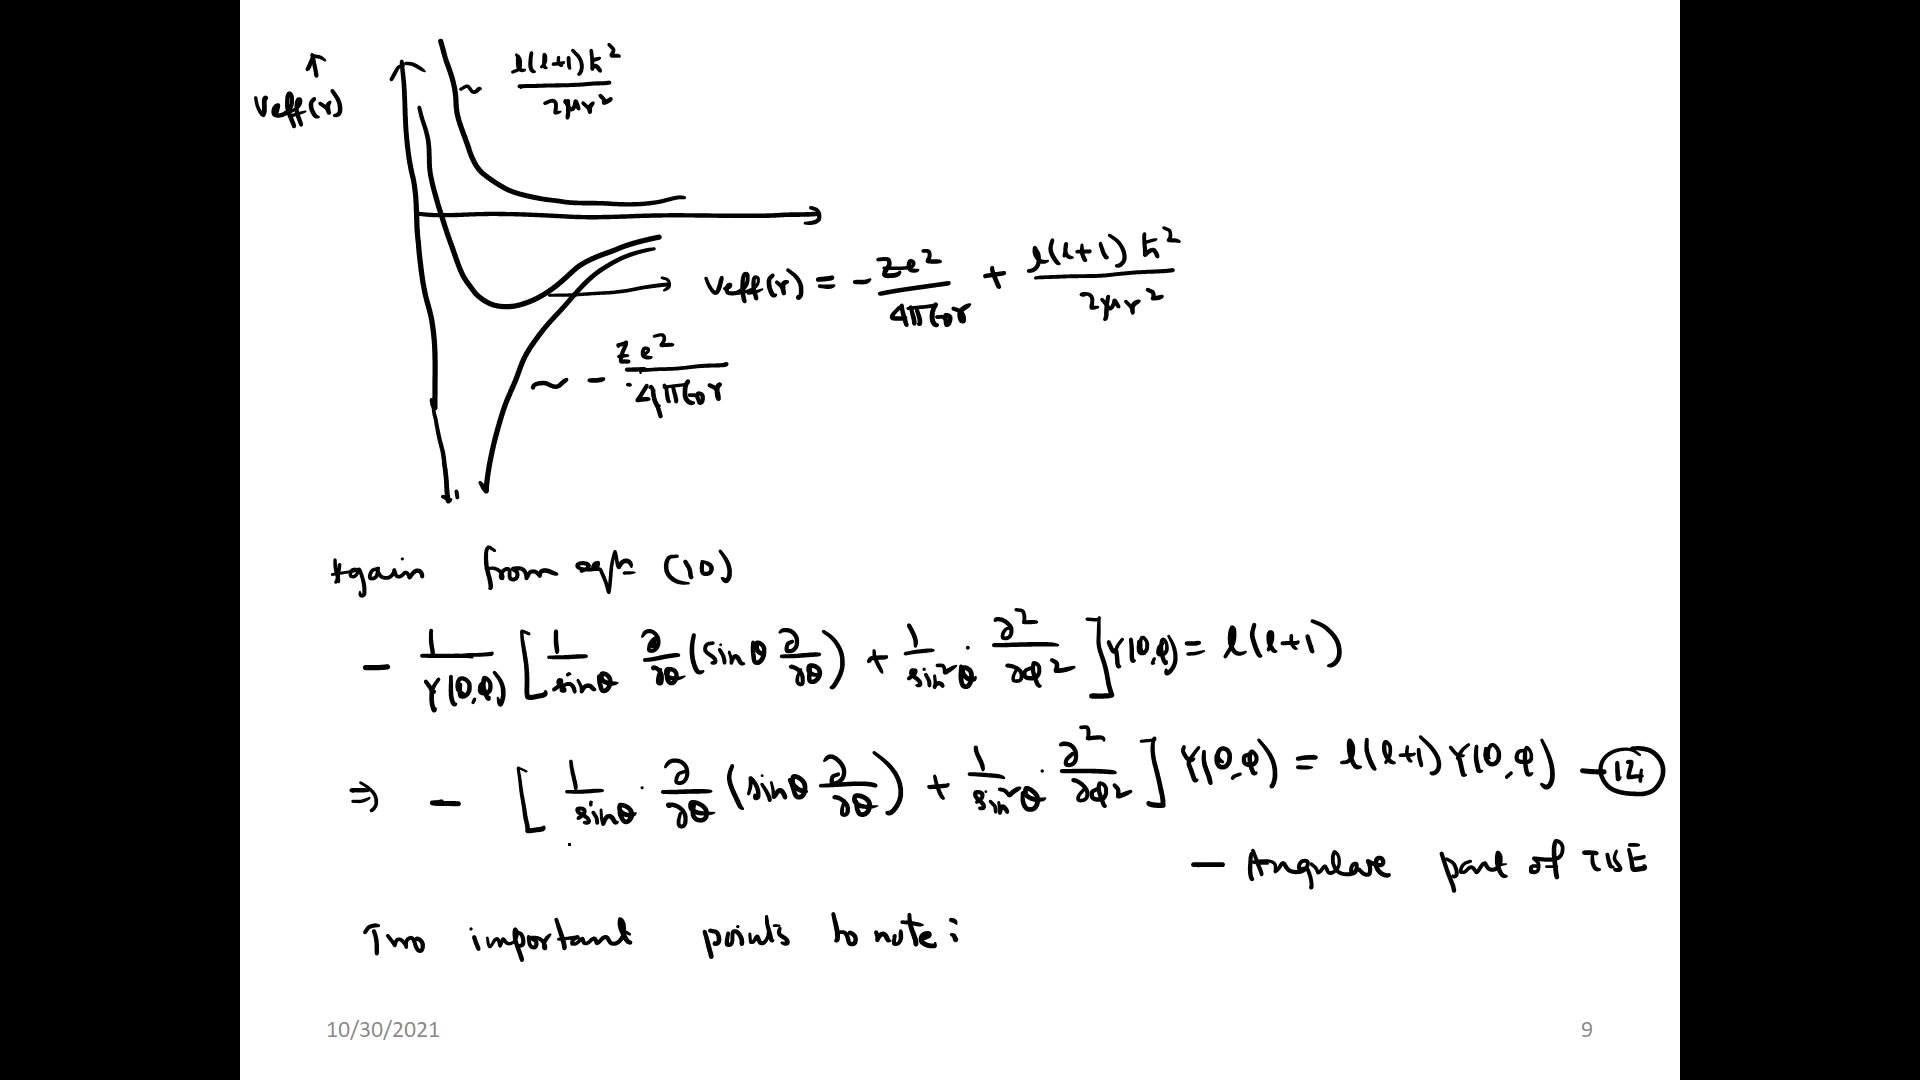 Veff(r) ↑
~ l(l+1)ħ² / 2μr²
→ Veff(r) = - Ze² / 4πε₀r + l(l+1) ħ² / 2μr²
~ - Ze² / 4πε₀r
Again from eqn (10)
- 1/Y(θ,φ) [ 1/sinθ ∂/∂θ (sinθ ∂/∂θ) + 1/sin²θ · ∂²/∂φ² ] Y(θ,φ) = l(l+1)
⇒ - [ 1/sinθ · ∂/∂θ (sinθ ∂/∂θ) + 1/sin²θ · ∂²/∂φ² ] Y(θ,φ) = l(l+1) Y(θ,φ) - 12
- Angulare part of TISE
Two important points to note:
10/30/2021
9